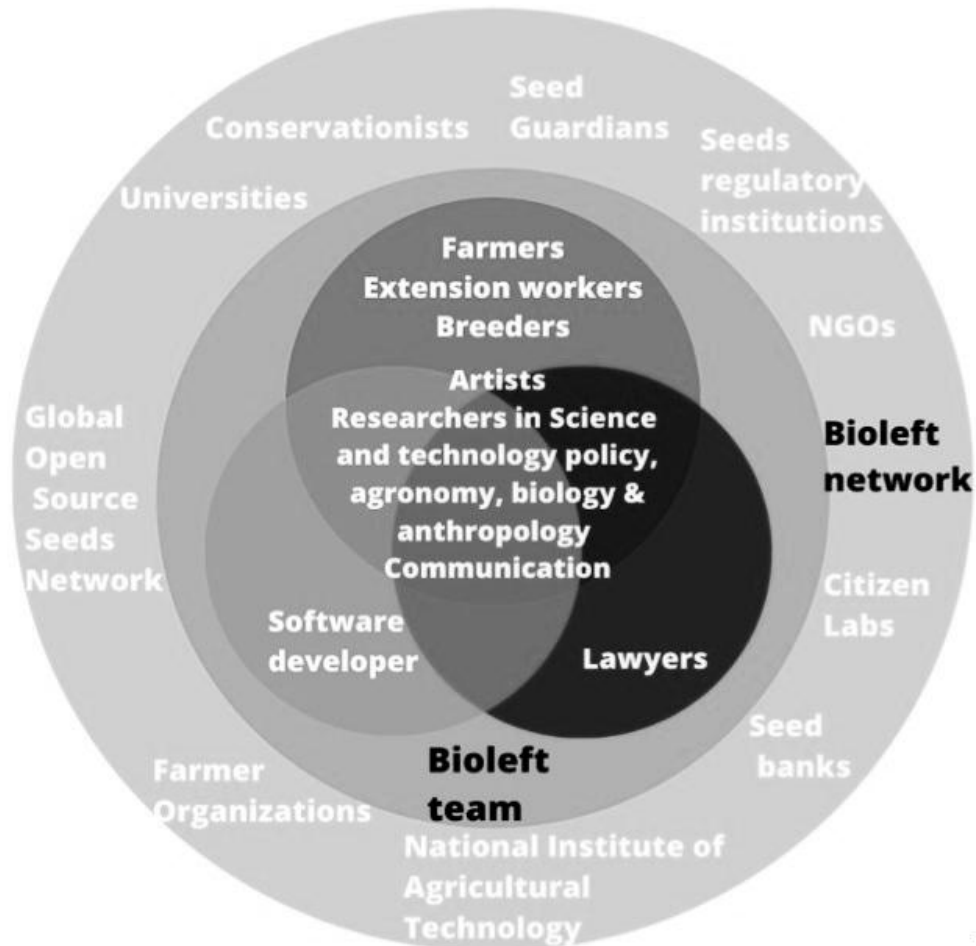 Seed
Guardians
Conservationists
Seeds
regulatory
institutions
Universities
Farmers
Extension workers
Breeders
NGOs
Artists
Researchers in Science
and technology policy,
agronomy, biology &
anthropology
Communication
Global
Open
Source
Seeds
Network
Bioleft
network
Citizen
Labs
Software
developer
Lawyers
Seed
banks
Bioleft
team
Farmer
Organizations
National Institute of
Agricultural
Technology